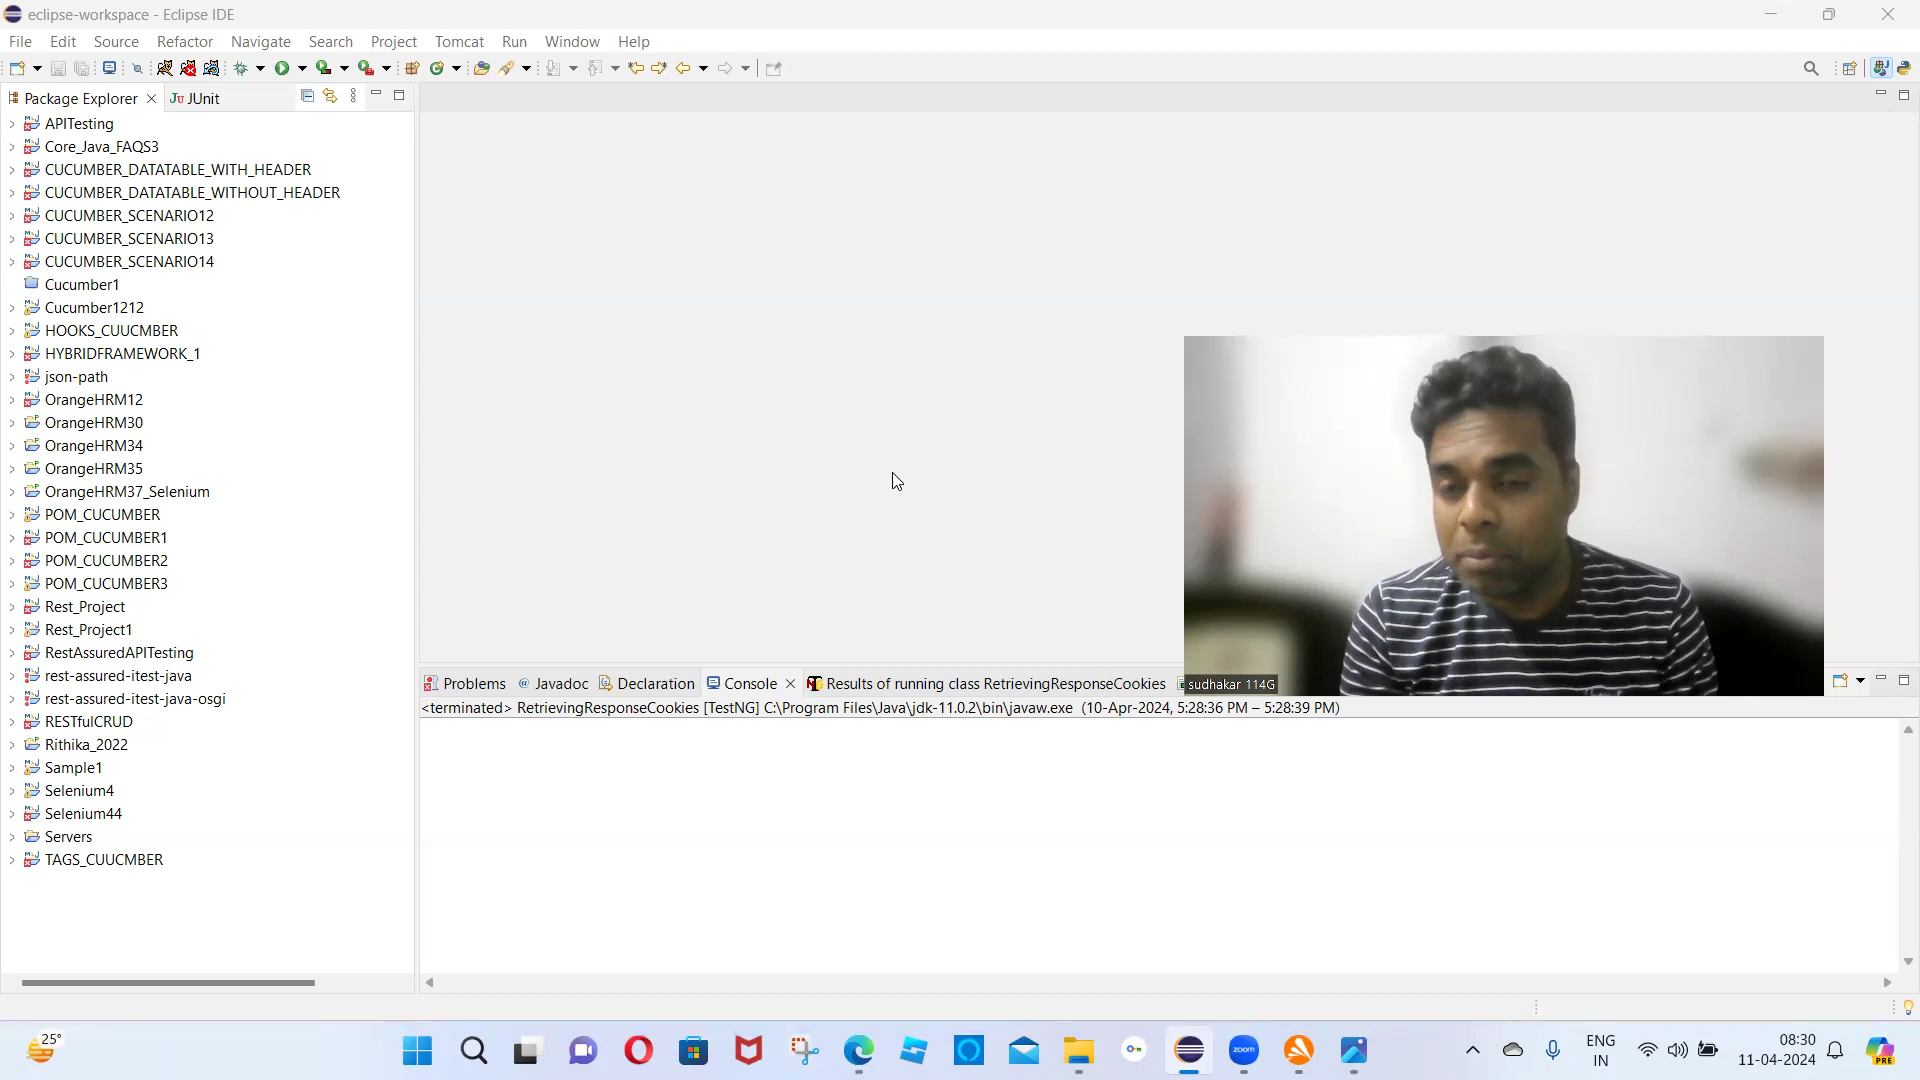 eclipse-workspace - Eclipse IDE
File Edit Source Refactor Navigate Search Project Tomcat Run Window Help
Package Explorer
JUnit
APITesting
Core_Java_FAQS3
CUCUMBER_DATATABLE_WITH_HEADER
CUCUMBER_DATATABLE_WITHOUT_HEADER
CUCUMBER_SCENARIO12
CUCUMBER_SCENARIO13
CUCUMBER_SCENARIO14
Cucumber1
Cucumber1212
HOOKS_CUUCMBER
HYBRIDFRAMEWORK_1
json-path
OrangeHRM12
OrangeHRM30
OrangeHRM34
OrangeHRM35
OrangeHRM37_Selenium
POM_CUCUMBER
POM_CUCUMBER1
POM_CUCUMBER2
POM_CUCUMBER3
Rest_Project
Rest_Project1
RestAssuredAPITesting
rest-assured-itest-java
rest-assured-itest-java-osgi
RESTfulCRUD
Rithika_2022
Sample1
Selenium4
Selenium44
Servers
TAGS_CUUCMBER
sudhakar 114G
Problems Javadoc Declaration Console Results of running class RetrievingResponseCookies
<terminated> RetrievingResponseCookies [TestNG] C:\Program Files\Java\jdk-11.0.2\bin\javaw.exe (10-Apr-2024, 5:28:36 PM – 5:28:39 PM)
25°
zoom
ENG
IN
08:30
11-04-2024
PRE